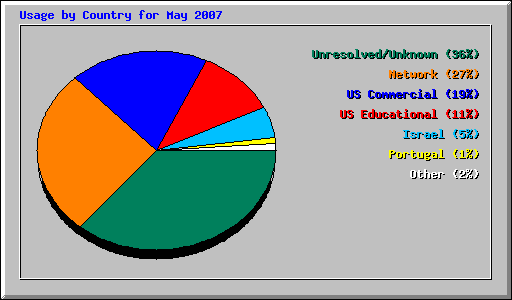 Usage by Country for May 2007
Unresolved/Unknown (36%)
Network (27%)
US Commercial (19%)
US Educational (11%)
Israel (5%)
Portugal (1%)
Other (2%)